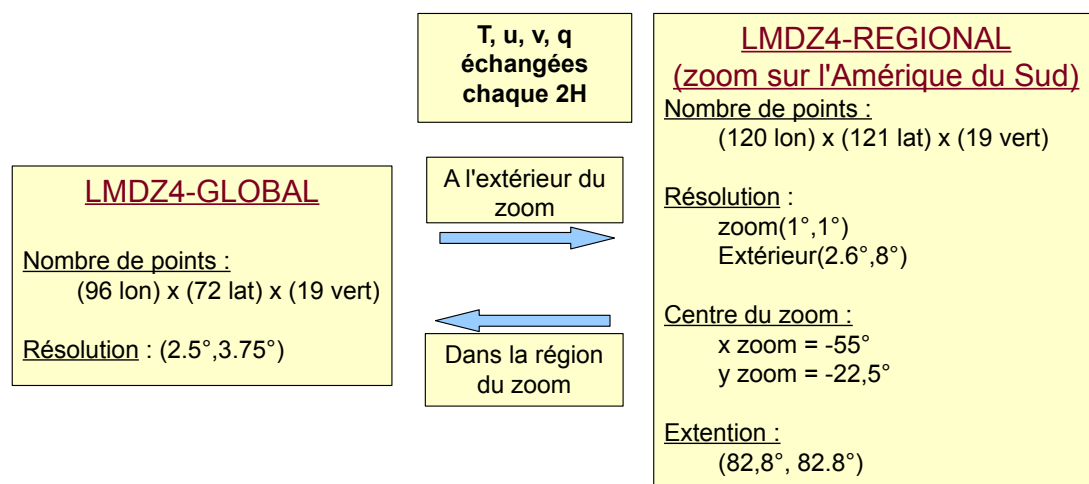 T, u, v, q
échangées
chaque 2H
LMDZ4-GLOBAL
Nombre de points :
(96 lon) x (72 lat) x (19 vert)
Résolution : (2.5°,3.75°)
A l'extérieur du
zoom
Dans la région
du zoom
LMDZ4-REGIONAL
(zoom sur l'Amérique du Sud)
Nombre de points :
(120 lon) x (121 lat) x (19 vert)
Résolution :
zoom(1°,1°)
Extérieur(2.6°,8°)
Centre du zoom :
x zoom = -55°
y zoom = -22,5°
Extention :
(82,8°, 82.8°)